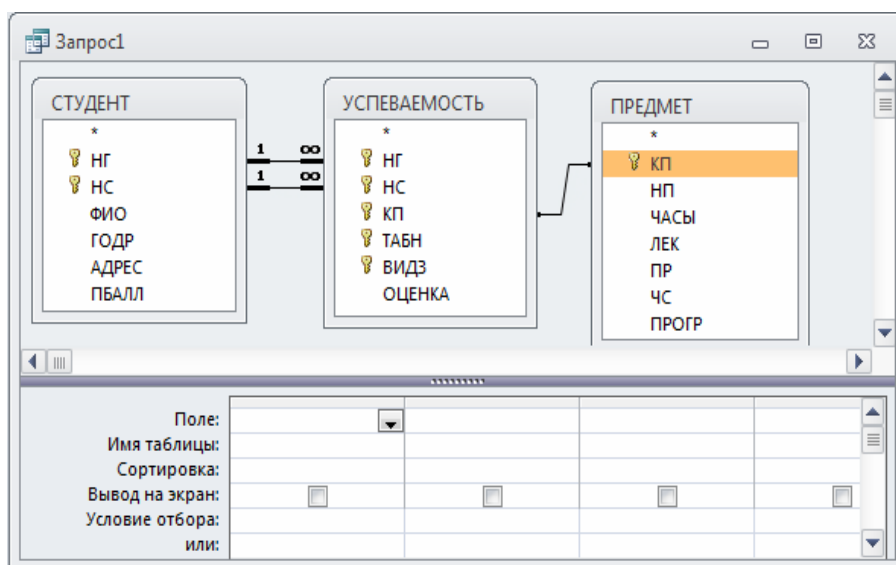 Запрос1
СТУДЕНТ
*
НГ
НС
ФИО
ГОДР
АДРЕС
ПБАЛЛ
1 ∞
1 ∞
УСПЕВАЕМОСТЬ
*
НГ
НС
КП
ТАБН
ВИДЗ
ОЦЕНКА
ПРЕДМЕТ
*
КП
НП
ЧАСЫ
ЛЕК
ПР
ЧС
ПРОГР
Поле:
Имя таблицы:
Сортировка:
Вывод на экран:
Условие отбора:
или: